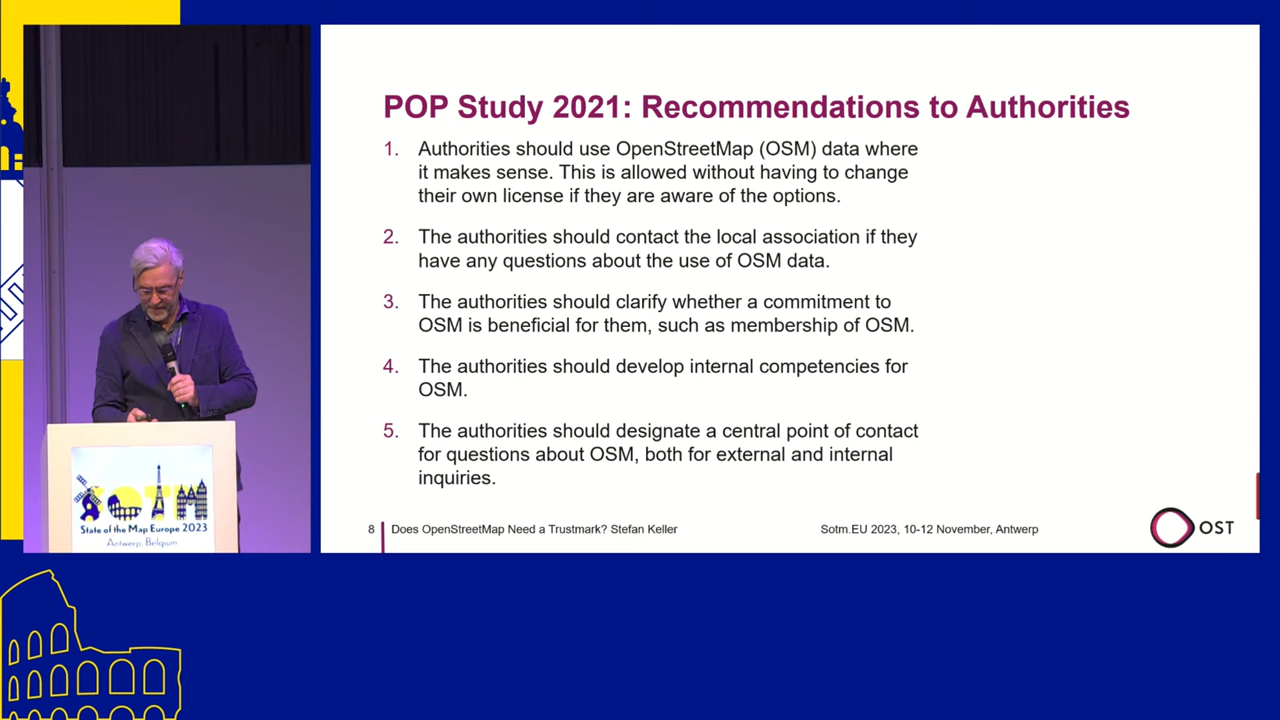 POP Study 2021: Recommendations to Authorities
1. Authorities should use OpenStreetMap (OSM) data where
it makes sense. This is allowed without having to change
their own license if they are aware of the options.
2. The authorities should contact the local association if they
have any questions about the use of OSM data.
3. The authorities should clarify whether a commitment to
OSM is beneficial for them, such as membership of OSM.
4. The authorities should develop internal competencies for
OSM.
5. The authorities should designate a central point of contact
for questions about OSM, both for external and internal
inquiries.
8 Does OpenStreetMap Need a Trustmark? Stefan Keller
Sotm.EU 2023, 10-12 November, Antwerp
OST
SOTM
State of the Map Europe 2023
Antwerp, Belgium